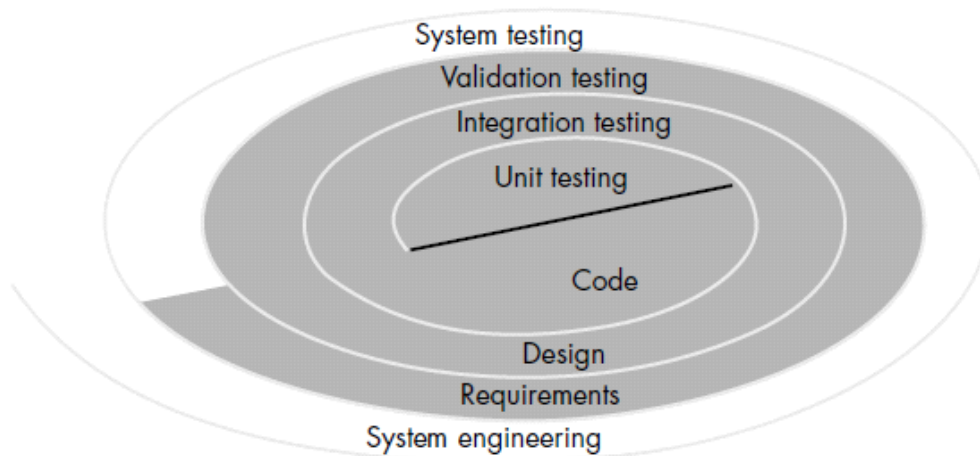 System testing
Validation testing
Integration testing
Unit testing
Code
Design
Requirements
System engineering